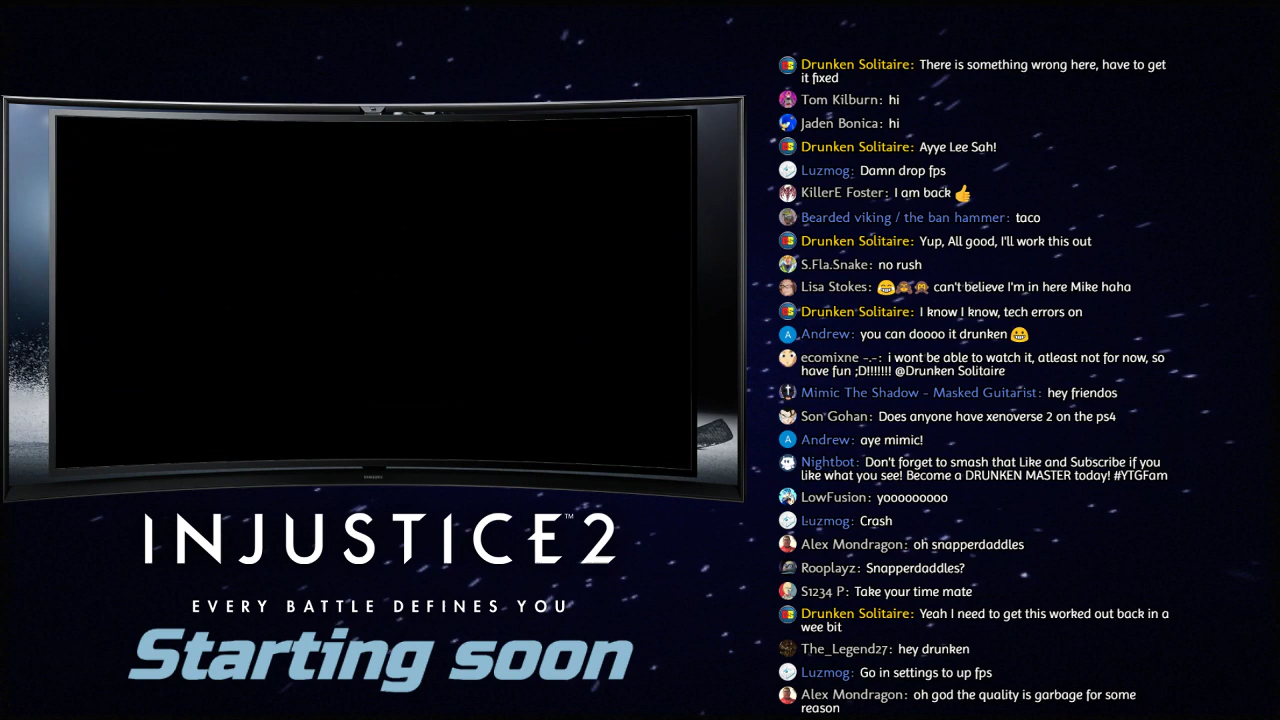 Drunken Solitaire: There is something wrong here, have to get
it fixed
Tom Kilburn: hi
Jaden Bonica: hi
Drunken Solitaire: Ayye Lee Sah!
Luzmog: Damn drop fps
KillerE Foster: I am back 👍
Bearded viking / the ban hammer: taco
Drunken Solitaire: Yup, All good, I'll work this out
S.Fla.Snake: no rush
Lisa Stokes: 😂🙈🙊 can't believe I'm in here Mike haha
Drunken Solitaire: I know I know, tech errors on
A Andrew: you can doooo it drunken 😀
ecomixne -.-: i wont be able to watch it, atleast not for now, so
have fun ;D!!!!!!! @Drunken Solitaire
Mimic The Shadow - Masked Guitarist: hey friendos
Son Gohan: Does anyone have xenoverse 2 on the ps4
A Andrew: aye mimic!
Nightbot: Don't forget to smash that Like and Subscribe if you
like what you see! Become a DRUNKEN MASTER today! #YTGFam
LowFusion: yooooooooo
Luzmog: Crash
Alex Mondragon: oh snapperdaddles
Rooplayz: Snapperdaddles?
S1234 P: Take your time mate
Drunken Solitaire: Yeah I need to get this worked out back in a
wee bit
The_Legend27: hey drunken
Luzmog: Go in settings to up fps
Alex Mondragon: oh god the quality is garbage for some
reason
SAMSUNG
INJUSTICE™2
EVERY BATTLE DEFINES YOU
Starting soon